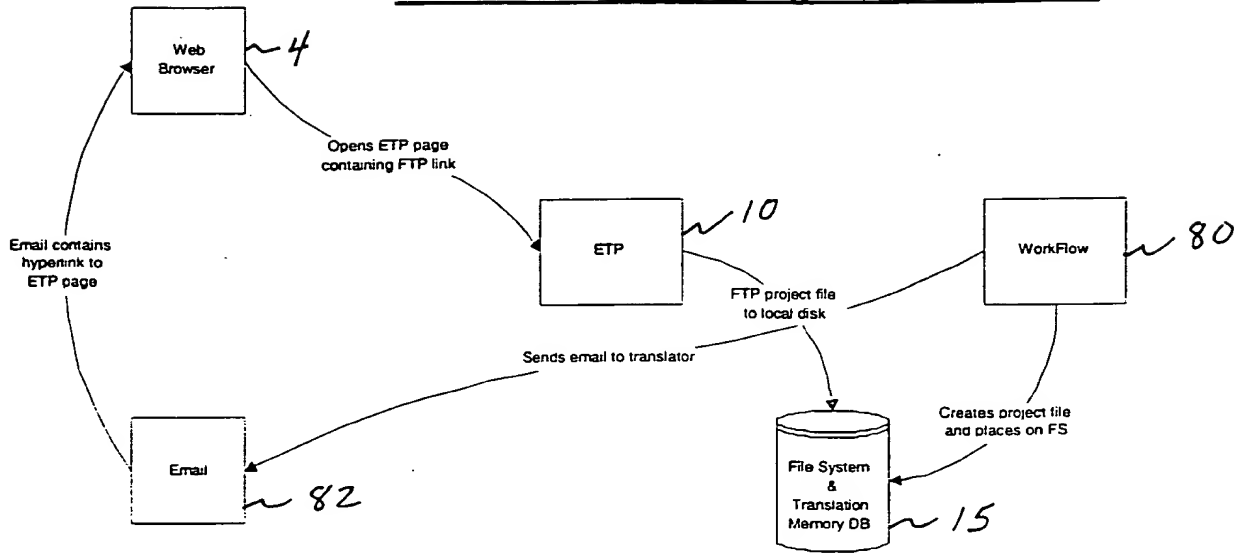 Web
Browser
4
Opens ETP page
containing FTP link
10
ETP
WorkFlow
80
Email contains
hyperlink to
ETP page
FTP project file
to local disk
Sends email to translator
Creates project file
and places on FS
Email
82
File System
&
Translation
Memory DB
15